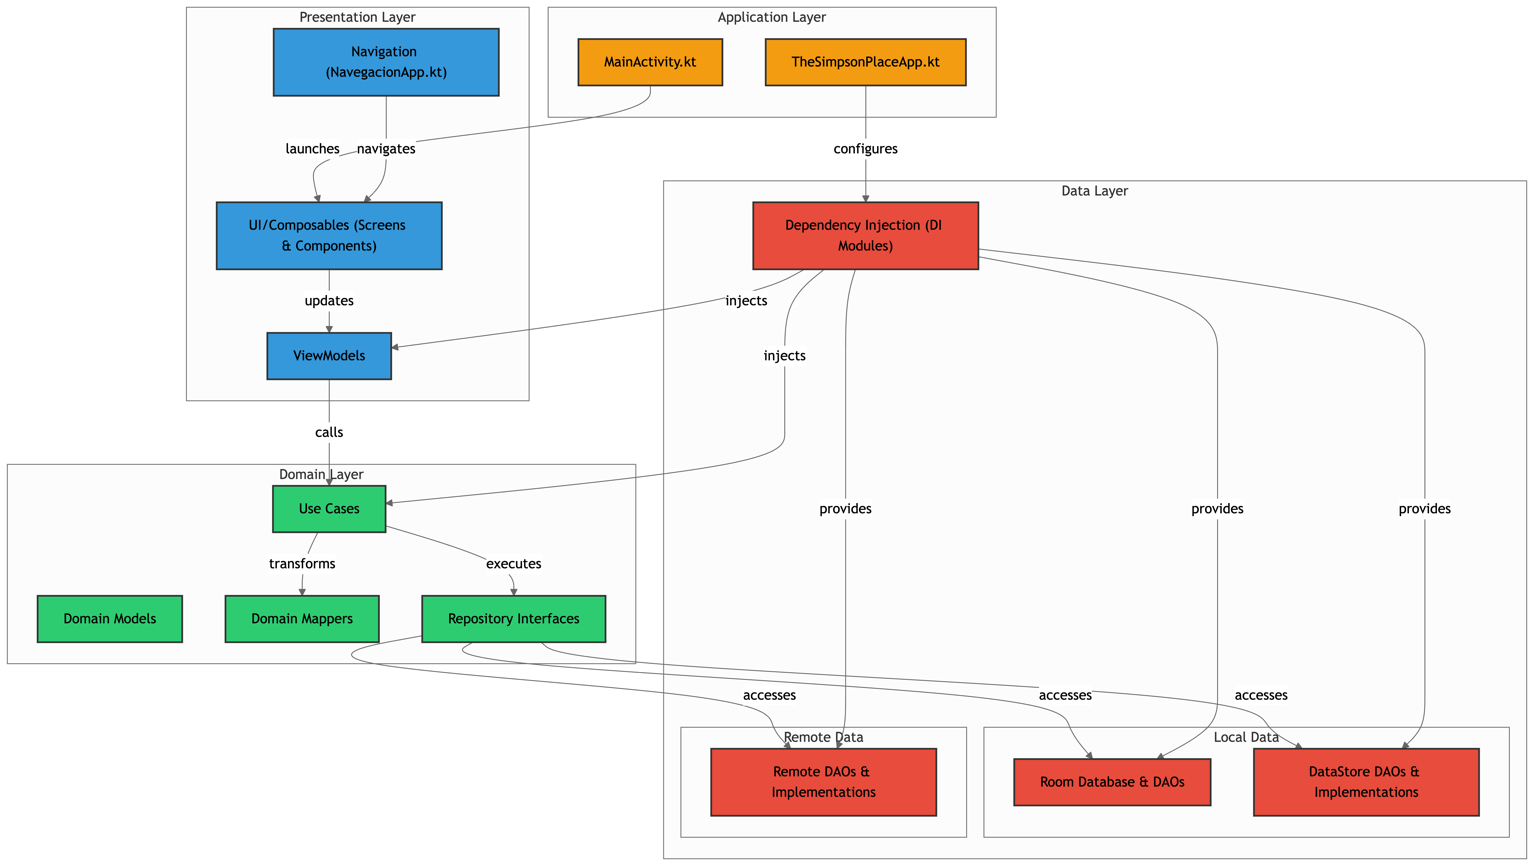 Presentation Layer
Application Layer
Navigation
(NavegacionApp.kt)
MainActivity.kt
TheSimpsonPlaceApp.kt
launches
navigates
configures
Data Layer
UI/Composables (Screens
& Components)
Dependency Injection (DI
Modules)
updates
injects
ViewModels
injects
calls
Domain Layer
Use Cases
provides
provides
provides
transforms
executes
Domain Models
Domain Mappers
Repository Interfaces
accesses
accesses
accesses
Remote Data
Local Data
Remote DAOs &
Implementations
Room Database & DAOs
DataStore DAOs &
Implementations